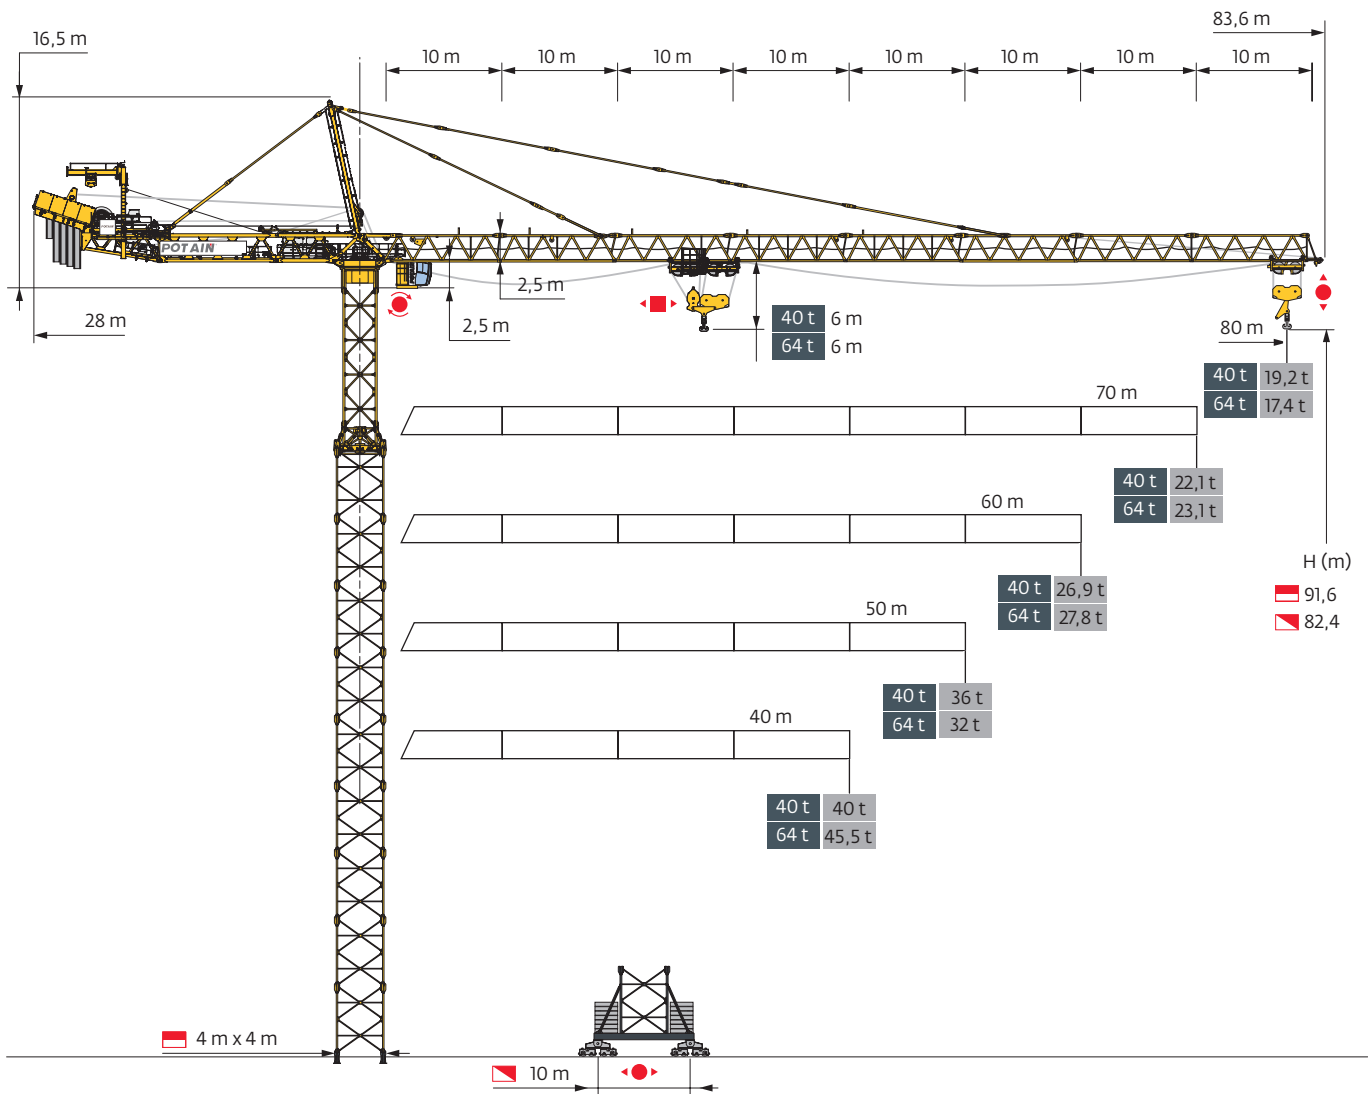 83,6 m
16,5 m
10 m 10 m 10 m 10 m 10 m 10 m 10 m 10 m
POTAIN
2,5 m
28 m
2,5 m
40 t 6 m
64 t 6 m
80 m
40 t 19,2 t
64 t 17,4 t
70 m
40 t 22,1 t
64 t 23,1 t
60 m
H (m)
40 t 26,9 t
64 t 27,8 t
91,6
82,4
50 m
40 t 36 t
64 t 32 t
40 m
40 t 40 t
64 t 45,5 t
4 m x 4 m
10 m